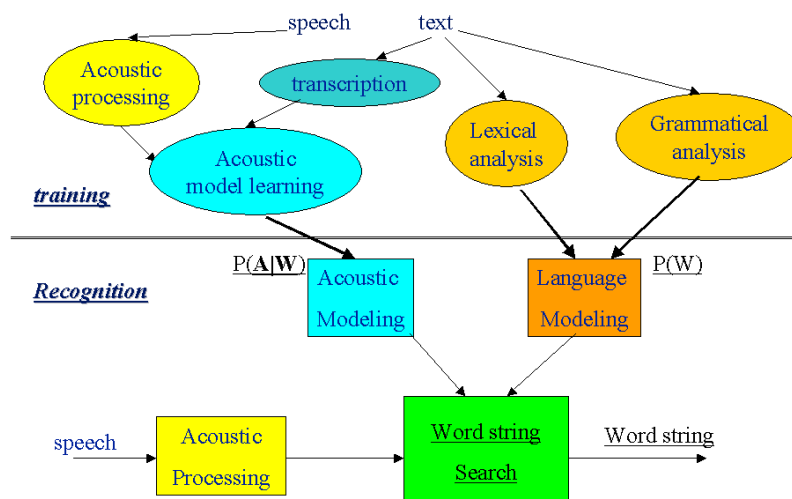 speech
text
Acoustic
processing
transcription
Lexical
analysis
Grammatical
analysis
Acoustic
model learning
training
P(A|W)
Acoustic
Modeling
Language
Modeling
P(W)
Recognition
speech
Acoustic
Processing
Word string
Search
Word string